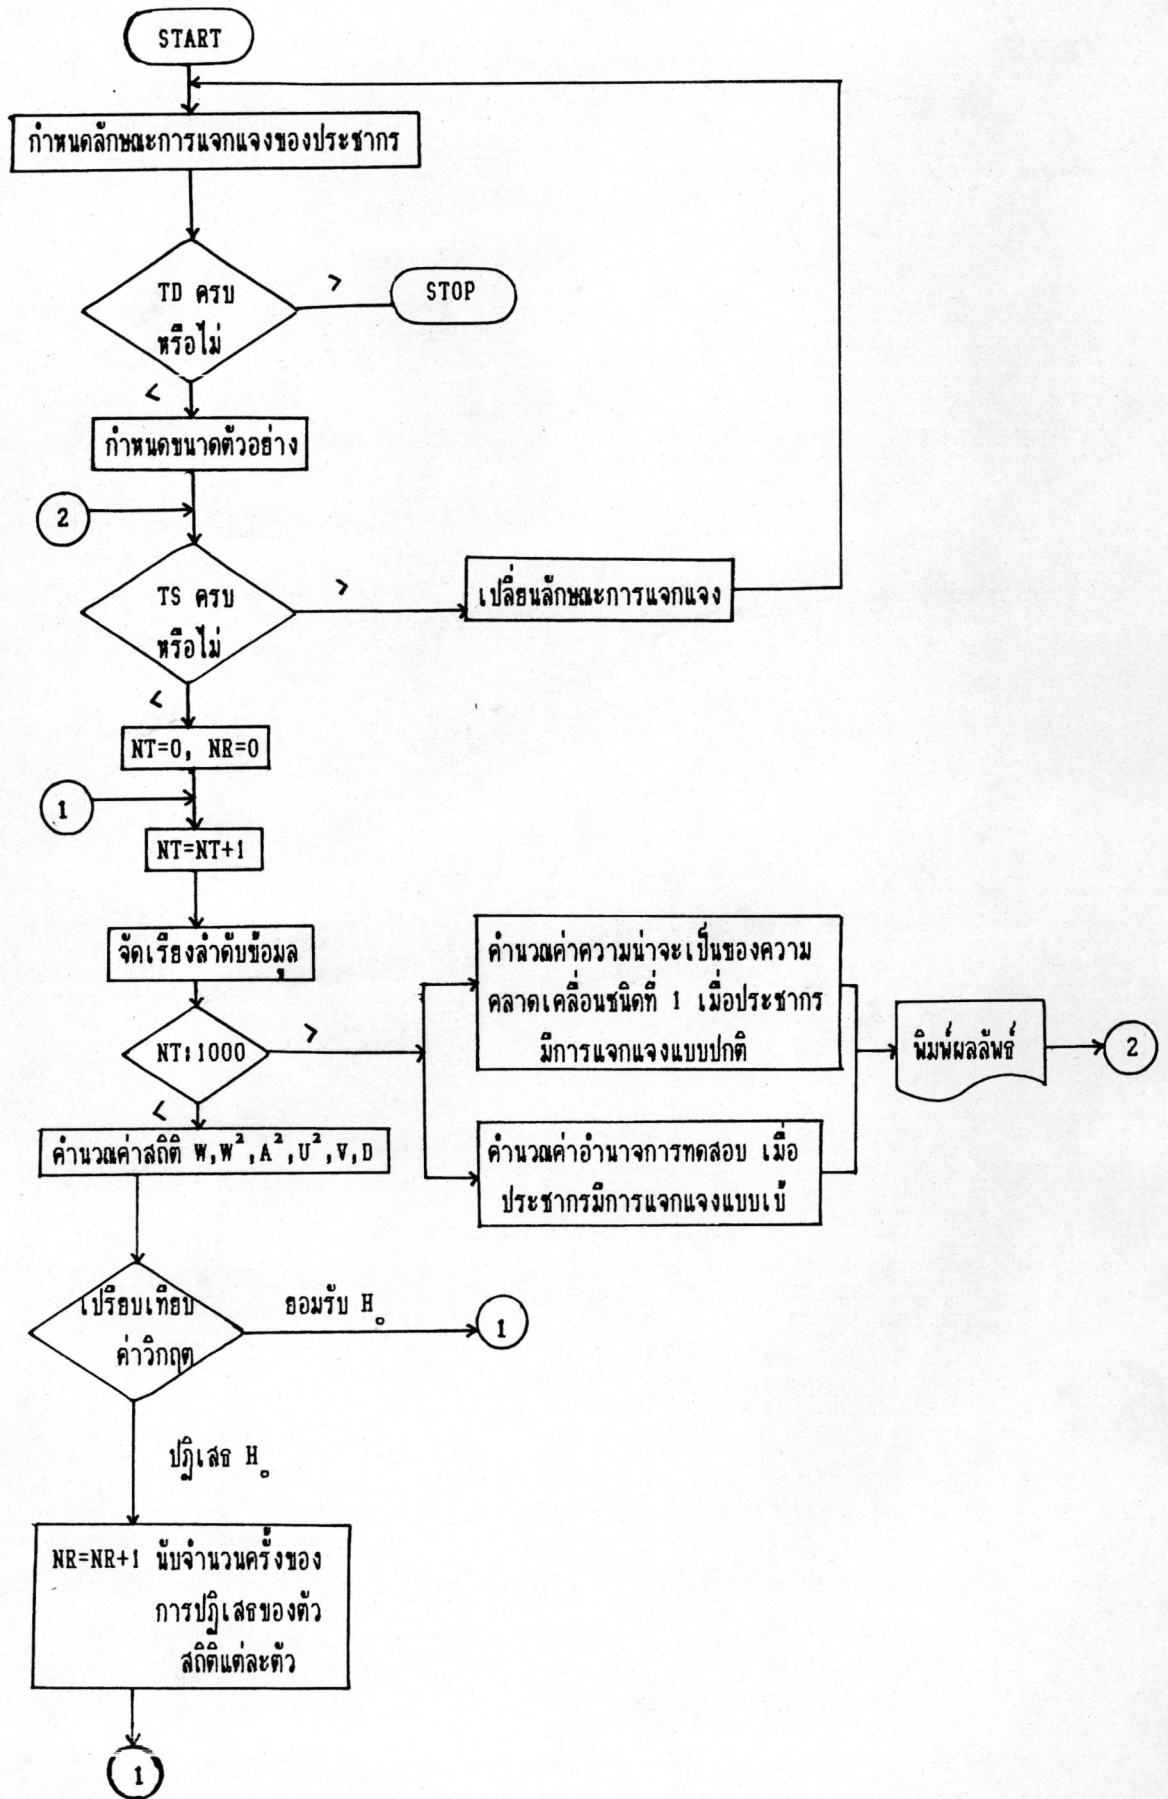 START
กำหนดลักษณะการแจกแจงของประชากร
TD ครบ
หรือไม่
>
STOP
<
กำหนดขนาดตัวอย่าง
2
TS ครบ
หรือไม่
>
เปลี่ยนลักษณะการแจกแจง
<
NT=0, NR=0
1
NT=NT+1
จัดเรียงลำดับข้อมูล
NT:1000
>
คำนวณค่าความน่าจะเป็นของความ
คลาดเคลื่อนชนิดที่ 1 เมื่อประชากร
มีการแจกแจงแบบปกติ
พิมพ์ผลลัพธ์
2
<
คำนวณค่าสถิติ W,W²,A²,U²,V,D
คำนวณค่าอำนาจการทดสอบ เมื่อ
ประชากรมีการแจกแจงแบบเบ้
เปรียบเทียบ
ค่าวิกฤต
ยอมรับ H₀
1
ปฏิเสธ H₀
NR=NR+1 นับจำนวนครั้งของ
การปฏิเสธของตัว
สถิติแต่ละตัว
1